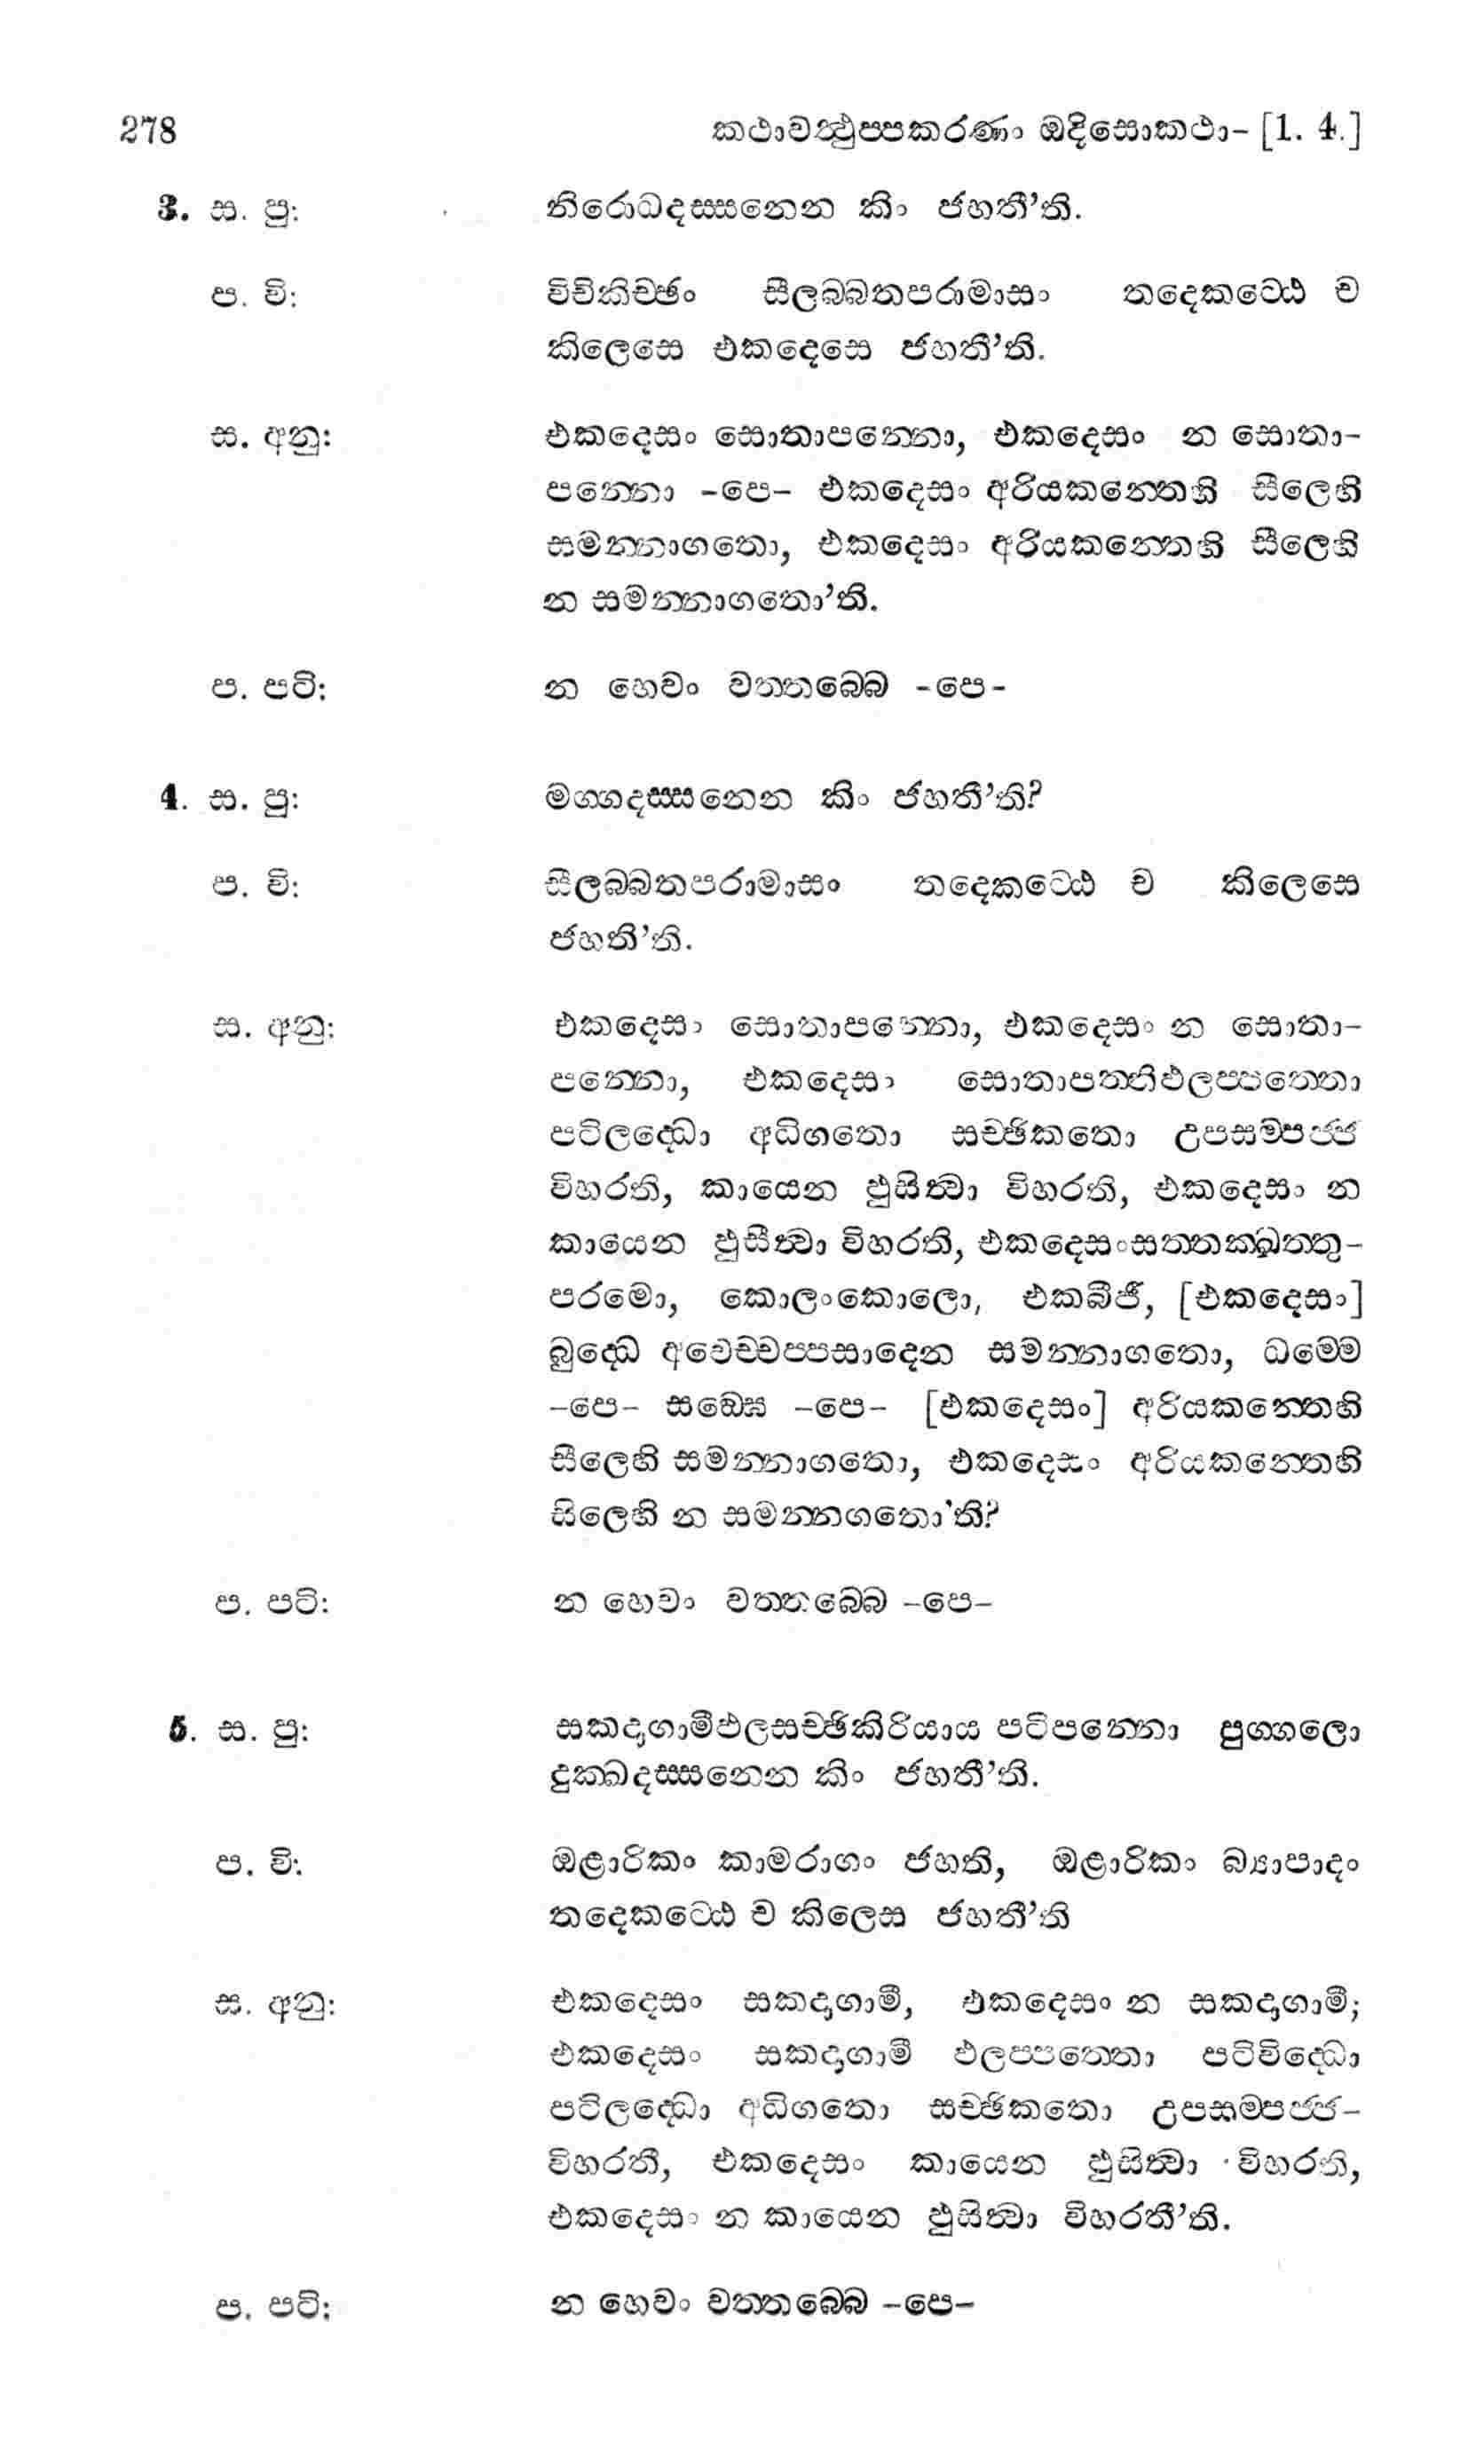 278 කථාවත්‍ථුප‍්පකරණං ඔදිසොකථා- [1. 4.]
3. ස. පු: නිරොධදස‍්සනෙන කිං ජහතී’ති.
ප. වි: විචිකිච‍්ඡං සීලබ‍්බතපරාමාසං තදෙකට‍්ඨෙ ච
කිලෙසෙ එකදෙසෙ ජහතී’ති.
ස. අනු: එකදෙසං සොතාපන‍්නො, එකදෙසං න සොතා-
පන‍්නො -පෙ- එකදෙසං අරියකන‍්තෙහි සීලෙහි
සමන‍්නාගතො, එකදෙසං අරියකන‍්තෙහි සීලෙහි
න සමන‍්නාගතො’ති.
ප. පටි: න හෙවං වත‍්තබ‍්බෙ -පෙ-
4. ස. පු: මග‍්ගදස‍්සනෙන කිං ජහතී’ති?
ප. වි: සීලබ‍්බතපරාමාසං තදෙකට‍්ඨෙ ච කිලෙසෙ
ජහති’ති.
ස. අනු: එකදෙසං සොතාපන‍්නො, එකදෙසං න සොතා-
පන‍්නො, එකදෙසං සොතාපත‍්තිඵලප‍්පත‍්තො
පටිලද‍්ධො අධිගතො සච‍්ඡිකතො උපසම‍්පජ‍්ජ
විහරති, කායෙන ඵුසිත්‍වා විහරති, එකදෙසං න
කායෙන ඵුසිත්‍වා විහරති, එකදෙසංසත‍්තක‍්ඛත‍්තු-
පරමො, කොලංකොලො, එකබීජී, [එකදෙසං]
බුද‍්ධෙ අවෙච‍්චප‍්පසාදෙන සමන‍්නාගතො, ධම‍්මෙ
-පෙ- සඞ‍්ඝෙ -පෙ- [එකදෙසං] අරියකන‍්තෙහි
සීලෙහි සමන‍්නාගතො, එකදෙසං අරියකන‍්තෙහි
සිලෙහි න සමන‍්නගතො’ති?
ප. පටි: න හෙවං වත‍්තබ‍්බෙ -පෙ-
5. ස. පු: සකදාගාමීඵලසච‍්ඡිකිරියාය පටිපන‍්නො පුග‍්ගලො
දුක‍්ඛදස‍්සනෙන කිං ජහතී’ති.
ප. වි: ඔළාරිකං කාමරාගං ජහති, ඔළාරිකං බ්‍යාපාදං
තදෙකට‍්ඨෙ ච කිලෙස ජහතී’ති
ස. අනු: එකදෙසං සකදාගාමී, එකදෙසං න සකදාගාමී;
එකදෙසං සකදාගාමී ඵලප‍්පත‍්තො පටිවිද‍්ධො
පටිලද‍්ධො අධිගතො සච‍්ඡිකතො උපසම‍්පජ‍්ජ-
විහරතී, එකදෙසං කායෙන ඵුසිත්‍වා විහරති,
එකදෙසං න කායෙන ඵුසිත්‍වා විහරතී’ති.
ප. පටි: න හෙවං වත‍්තබ‍්බෙ -පෙ-